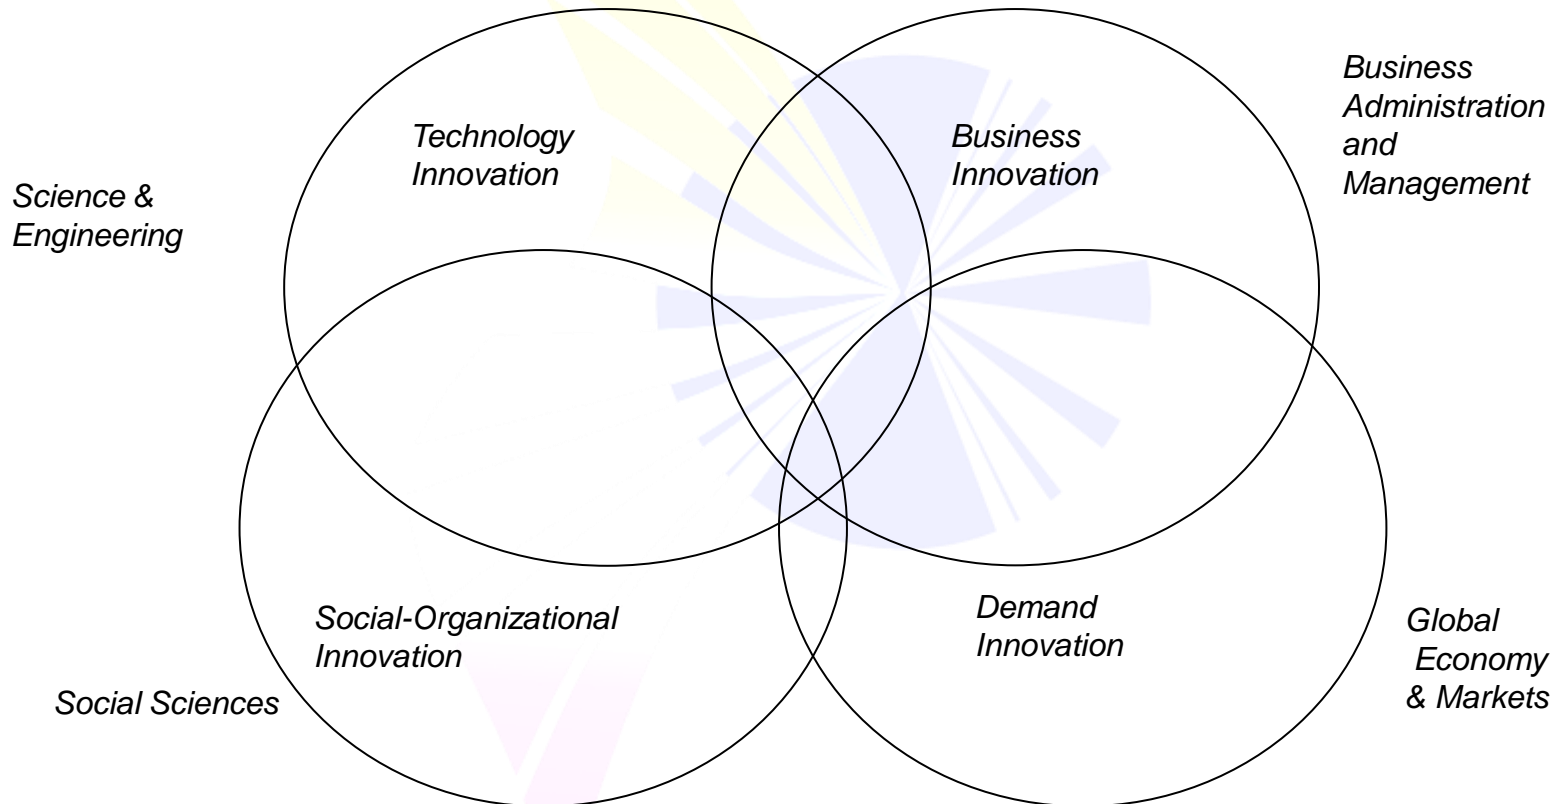 Technology
Innovation
Business
Innovation
Business
Administration
and
Management
Science &
Engineering
Social-Organizational
Innovation
Demand
Innovation
Global
Economy
& Markets
Social Sciences